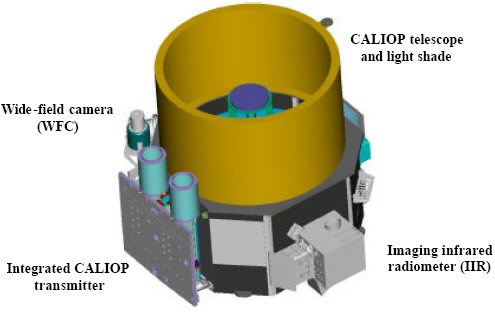 CALIOP telescope
and light shade
Wide-field camera
(WFC)
Integrated CALIOP
transmitter
Imaging infrared
radiometer (IIR)